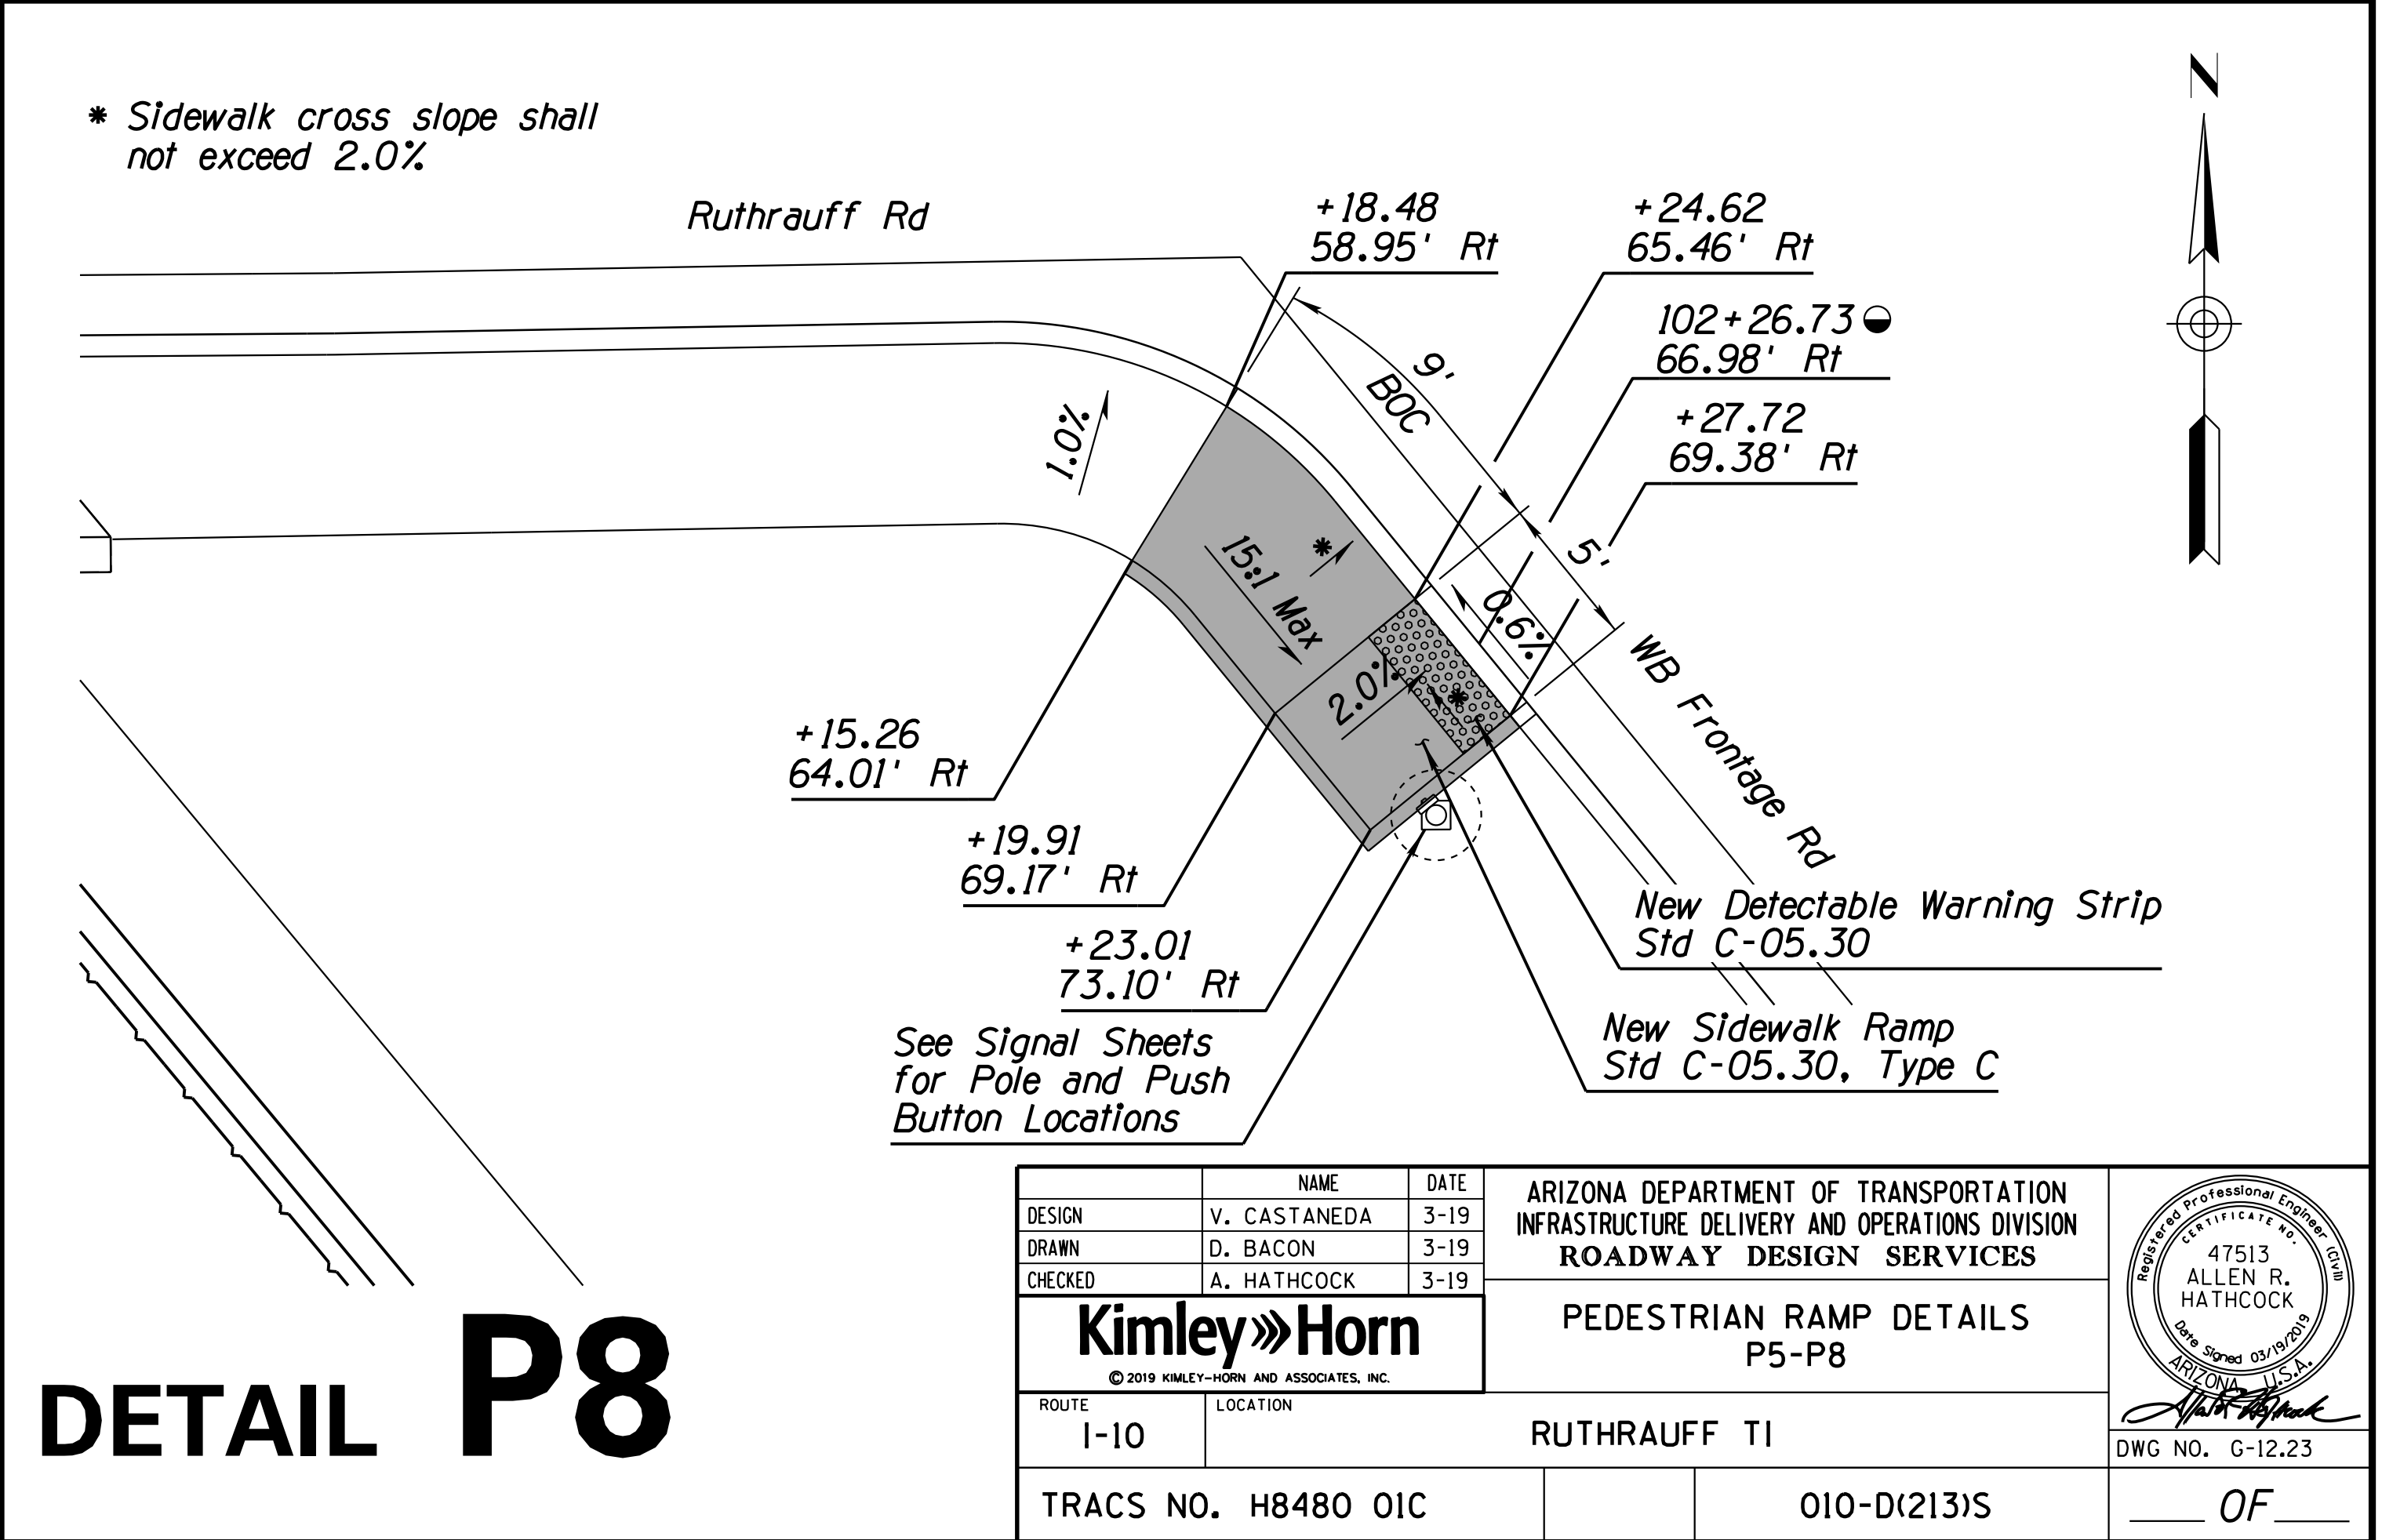 * Sidewalk cross slope shall
not exceed 2.0%
Ruthrauff Rd
N
+18.48
58.95' Rt
+24.62
65.46' Rt
102+26.73
66.98' Rt
+27.72
69.38' Rt
9'
BOC
5'
1.0%
15:1 Max
*
0.6%
2.0%
*
WB Frontage Rd
+15.26
64.01' Rt
+19.91
69.17' Rt
+23.01
73.10' Rt
See Signal Sheets
for Pole and Push
Button Locations
New Detectable Warning Strip
Std C-05.30
New Sidewalk Ramp
Std C-05.30, Type C
DETAIL P8
NAME DATE
DESIGN V. CASTANEDA 3-19
DRAWN D. BACON 3-19
CHECKED A. HATHCOCK 3-19
Kimley Horn
© 2019 KIMLEY-HORN AND ASSOCIATES, INC.
ARIZONA DEPARTMENT OF TRANSPORTATION
INFRASTRUCTURE DELIVERY AND OPERATIONS DIVISION
ROADWAY DESIGN SERVICES
PEDESTRIAN RAMP DETAILS
P5-P8
ROUTE
I-10
LOCATION
RUTHRAUFF TI
TRACS NO. H8480 01C
010-D(213)S
Registered Professional Engineer (Civil)
CERTIFICATE NO.
47513
ALLEN R.
HATHCOCK
Date Signed 03/19/2019
ARIZONA U.S.A.
DWG NO. G-12.23
OF